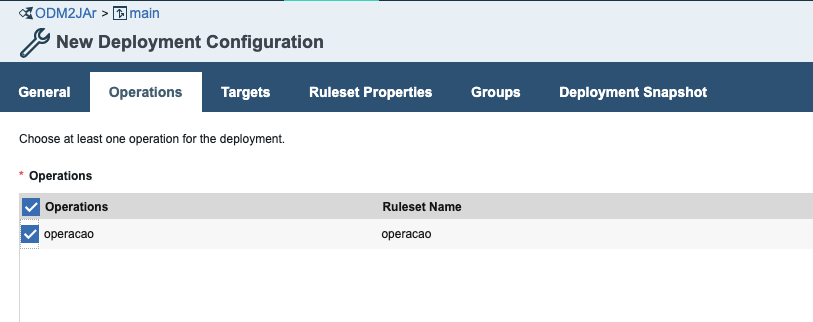 ODM2JAr > main
New Deployment Configuration
General Operations Targets Ruleset Properties Groups Deployment Snapshot
Choose at least one operation for the deployment.
* Operations
Operations Ruleset Name
operacao operacao